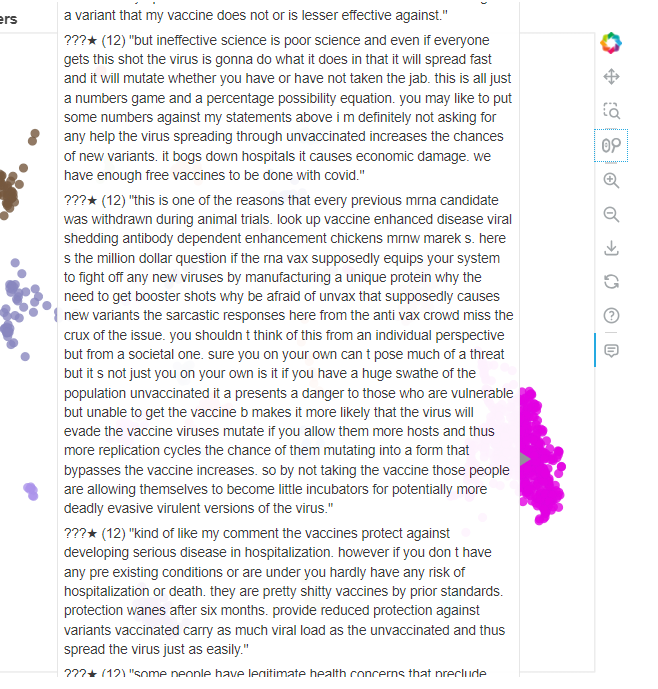 a variant that my vaccine does not or is lesser effective against."
ers
???★ (12) "but ineffective science is poor science and even if everyone
gets this shot the virus is gonna do what it does in that it will spread fast
and it will mutate whether you have or have not taken the jab. this is all just
a numbers game and a percentage possibility equation. you may like to put
some numbers against my statements above i m definitely not asking for
any help the virus spreading through unvaccinated increases the chances
of new variants. it bogs down hospitals it causes economic damage. we
have enough free vaccines to be done with covid."
???★ (12) "this is one of the reasons that every previous mrna candidate
was withdrawn during animal trials. look up vaccine enhanced disease viral
shedding antibody dependent enhancement chickens mrnw marek s. here
s the million dollar question if the rna vax supposedly equips your system
to fight off any new viruses by manufacturing a unique protein why the
need to get booster shots why be afraid of unvax that supposedly causes
new variants the sarcastic responses here from the anti vax crowd miss the
crux of the issue. you shouldn t think of this from an individual perspective
but from a societal one. sure you on your own can t pose much of a threat
but it s not just you on your own is it if you have a huge swathe of the
population unvaccinated it a presents a danger to those who are vulnerable
but unable to get the vaccine b makes it more likely that the virus will
evade the vaccine viruses mutate if you allow them more hosts and thus
more replication cycles the chance of them mutating into a form that
bypasses the vaccine increases. so by not taking the vaccine those people
are allowing themselves to become little incubators for potentially more
deadly evasive virulent versions of the virus."
???★ (12) "kind of like my comment the vaccines protect against
developing serious disease in hospitalization. however if you don t have
any pre existing conditions or are under you hardly have any risk of
hospitalization or death. they are pretty shitty vaccines by prior standards.
protection wanes after six months. provide reduced protection against
variants vaccinated carry as much viral load as the unvaccinated and thus
spread the virus just as easily."
???★ (12) "some people have legitimate health concerns that preclude